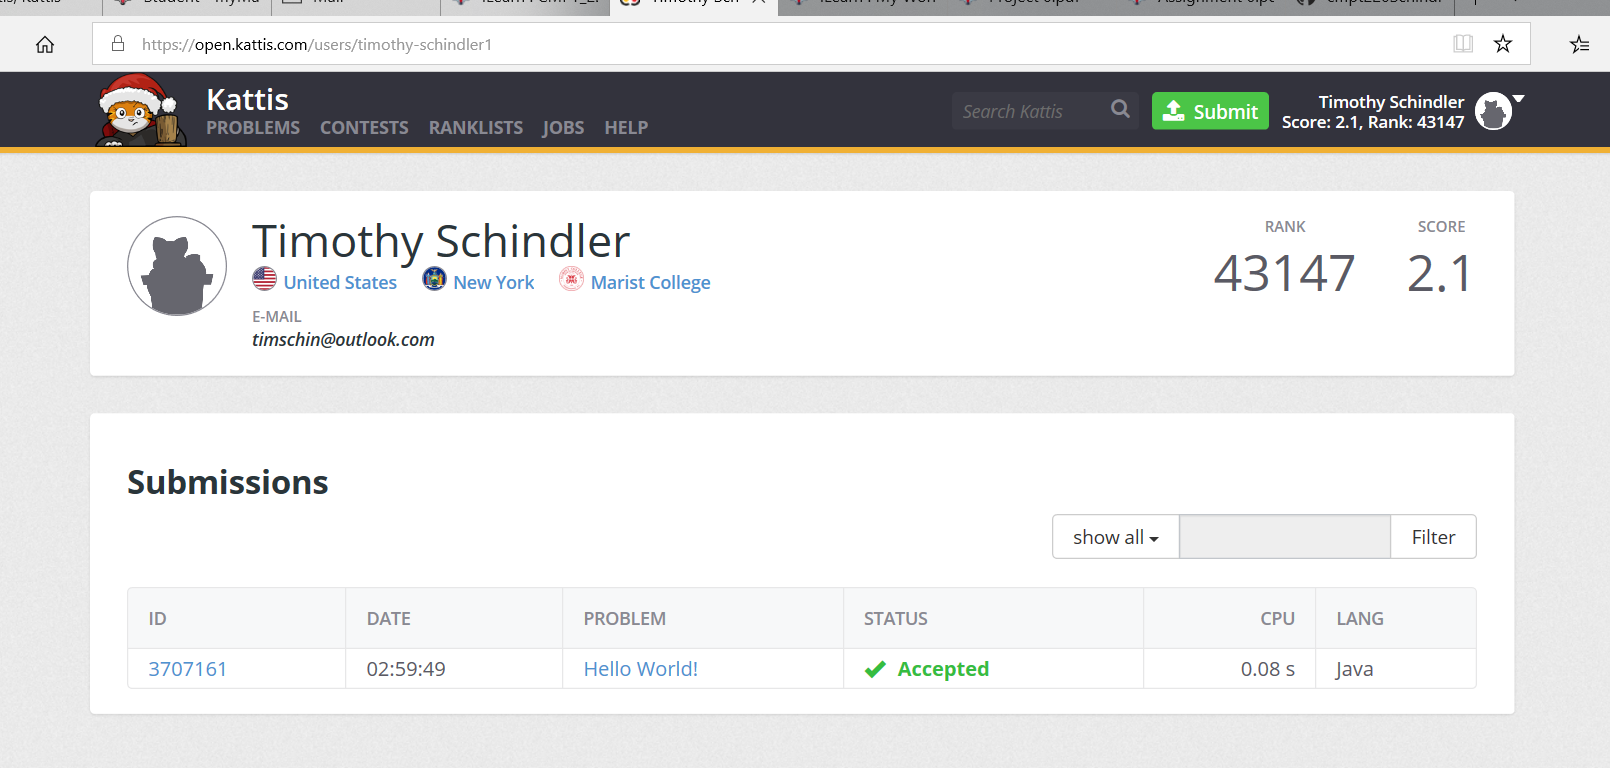 https://open.kattis.com/users/timothy-schindler1
Kattis
PROBLEMS CONTESTS RANKLISTS JOBS HELP
Search Kattis
Submit
Timothy Schindler
Score: 2.1, Rank: 43147
Timothy Schindler
United States New York Marist College
E-MAIL
timschin@outlook.com
RANK SCORE
43147 2.1
Submissions
show all Filter
ID DATE PROBLEM STATUS CPU LANG
3707161 02:59:49 Hello World! Accepted 0.08 s Java